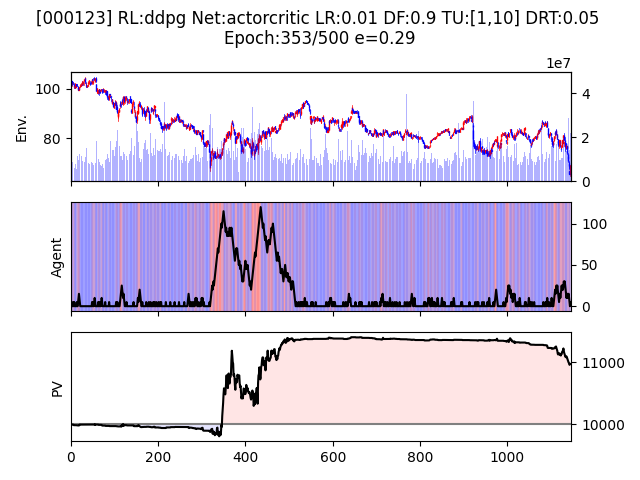 [000123] RL:ddpg Net:actorcritic LR:0.01 DF:0.9 TU:[1,10] DRT:0.05
Epoch:353/500 e=0.29
1e7
100
80
Env.
4
2
0
Agent
100
50
0
PV
11000
10000
0 200 400 600 800 1000